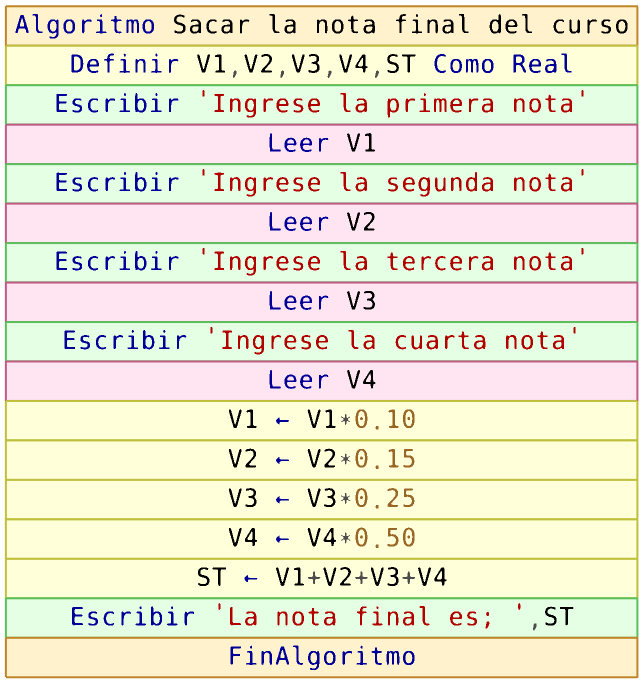 Algoritmo Sacar la nota final del curso
Definir V1,V2,V3,V4,ST Como Real
Escribir 'Ingrese la primera nota'
Leer V1
Escribir 'Ingrese la segunda nota'
Leer V2
Escribir 'Ingrese la tercera nota'
Leer V3
Escribir 'Ingrese la cuarta nota'
Leer V4
V1 ← V1*0.10
V2 ← V2*0.15
V3 ← V3*0.25
V4 ← V4*0.50
ST ← V1+V2+V3+V4
Escribir 'La nota final es; ',ST
FinAlgoritmo